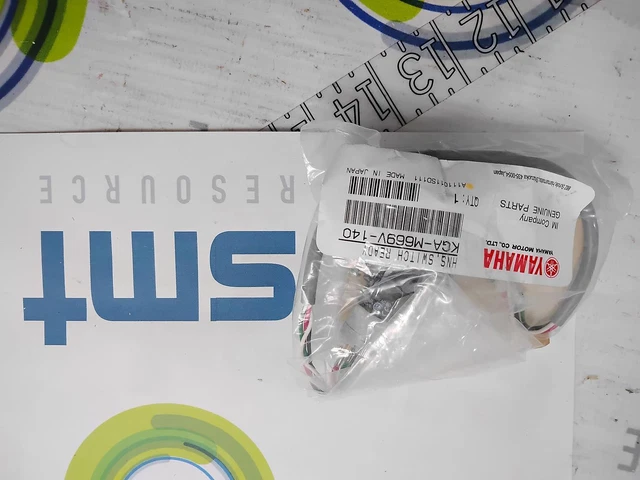 YAMAHA
YAMAHA MOTOR CO.,LTD.
IM Company
GENUINE PARTS
HNS,SWITCH READ:
KGA-M669V-140
QTY: 1
A1101SD111
MADE IN JAPAN
smt
RESOURCE
12
13
14